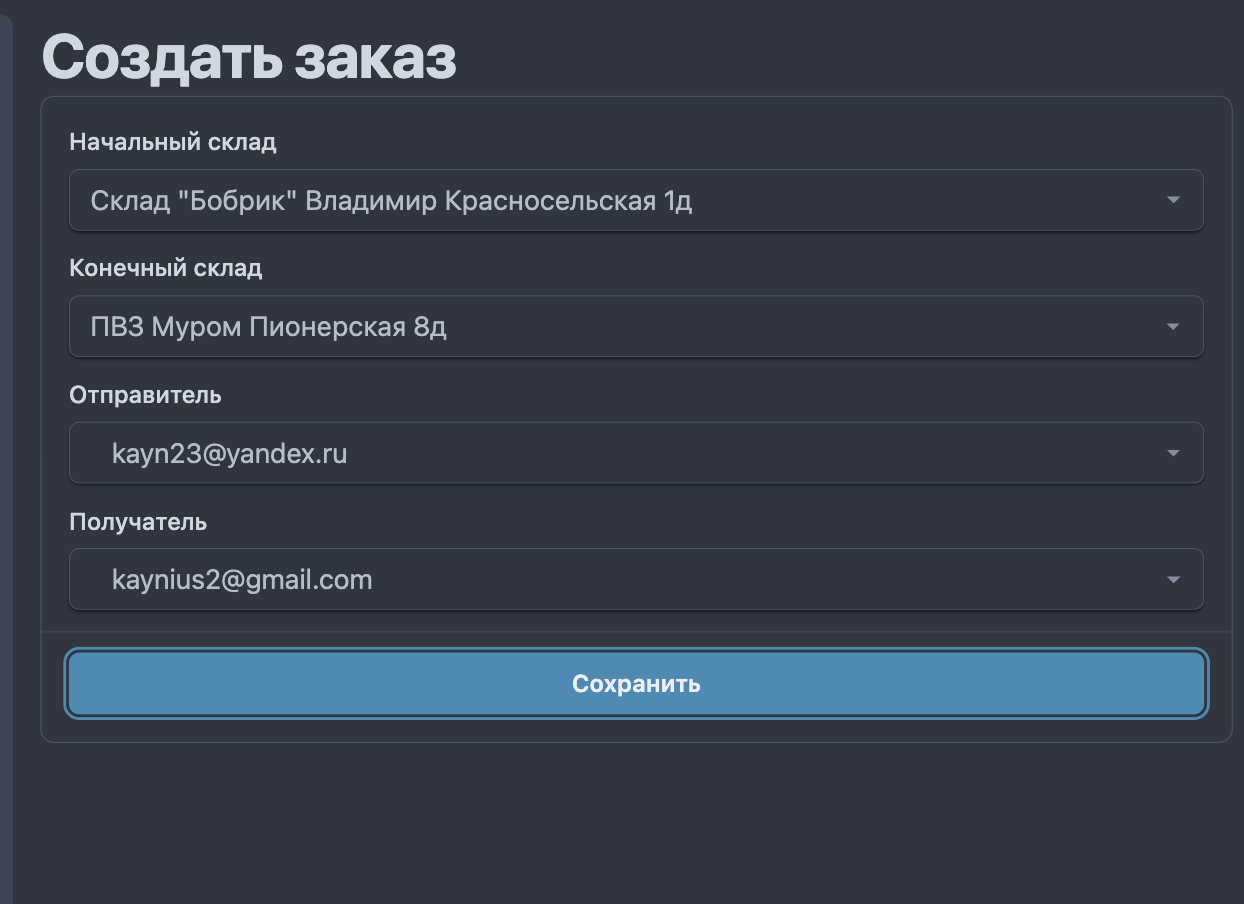 Создать заказ
Начальный склад
Склад "Бобрик" Владимир Красносельская 1д
Конечный склад
ПВЗ Муром Пионерская 8д
Отправитель
kayn23@yandex.ru
Получатель
kaynius2@gmail.com
Сохранить